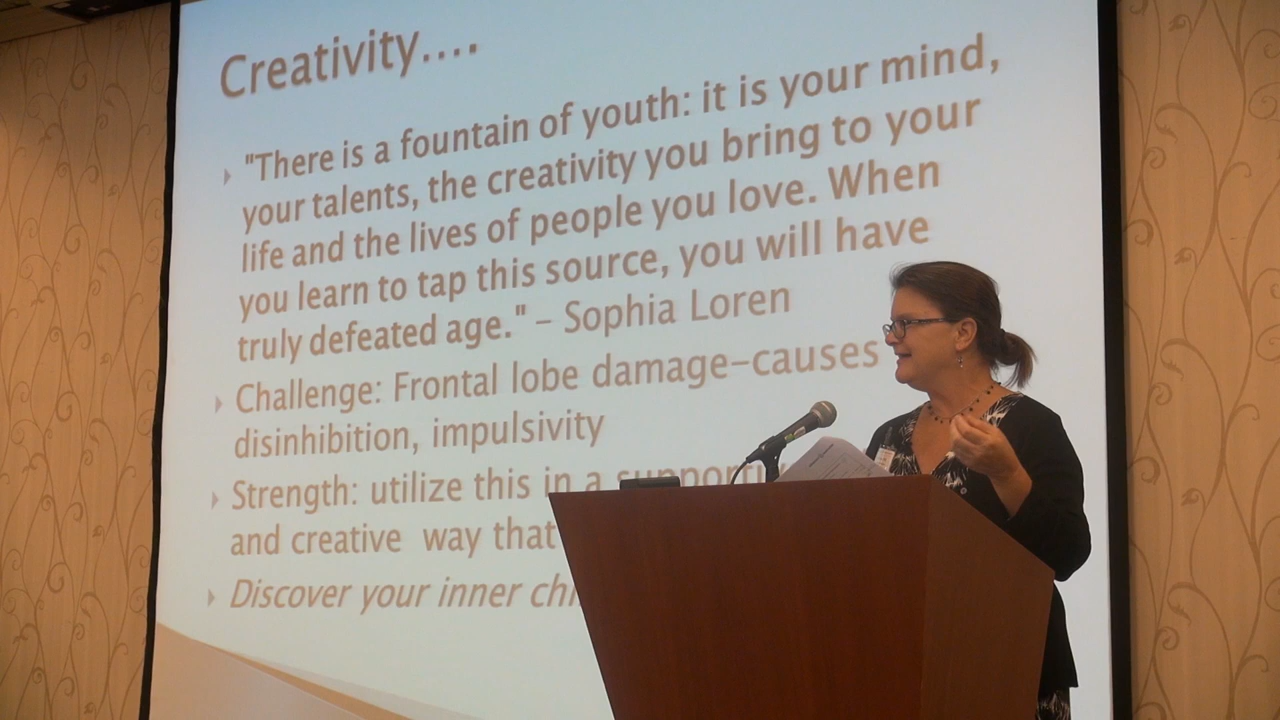 Creativity....
"There is a fountain of youth: it is your mind,
your talents, the creativity you bring to your
life and the lives of people you love. When
you learn to tap this source, you will have
truly defeated age." – Sophia Loren
Challenge: Frontal lobe damage–causes
disinhibition, impulsivity
Strength: utilize this in a
and creative way that
Discover your inner